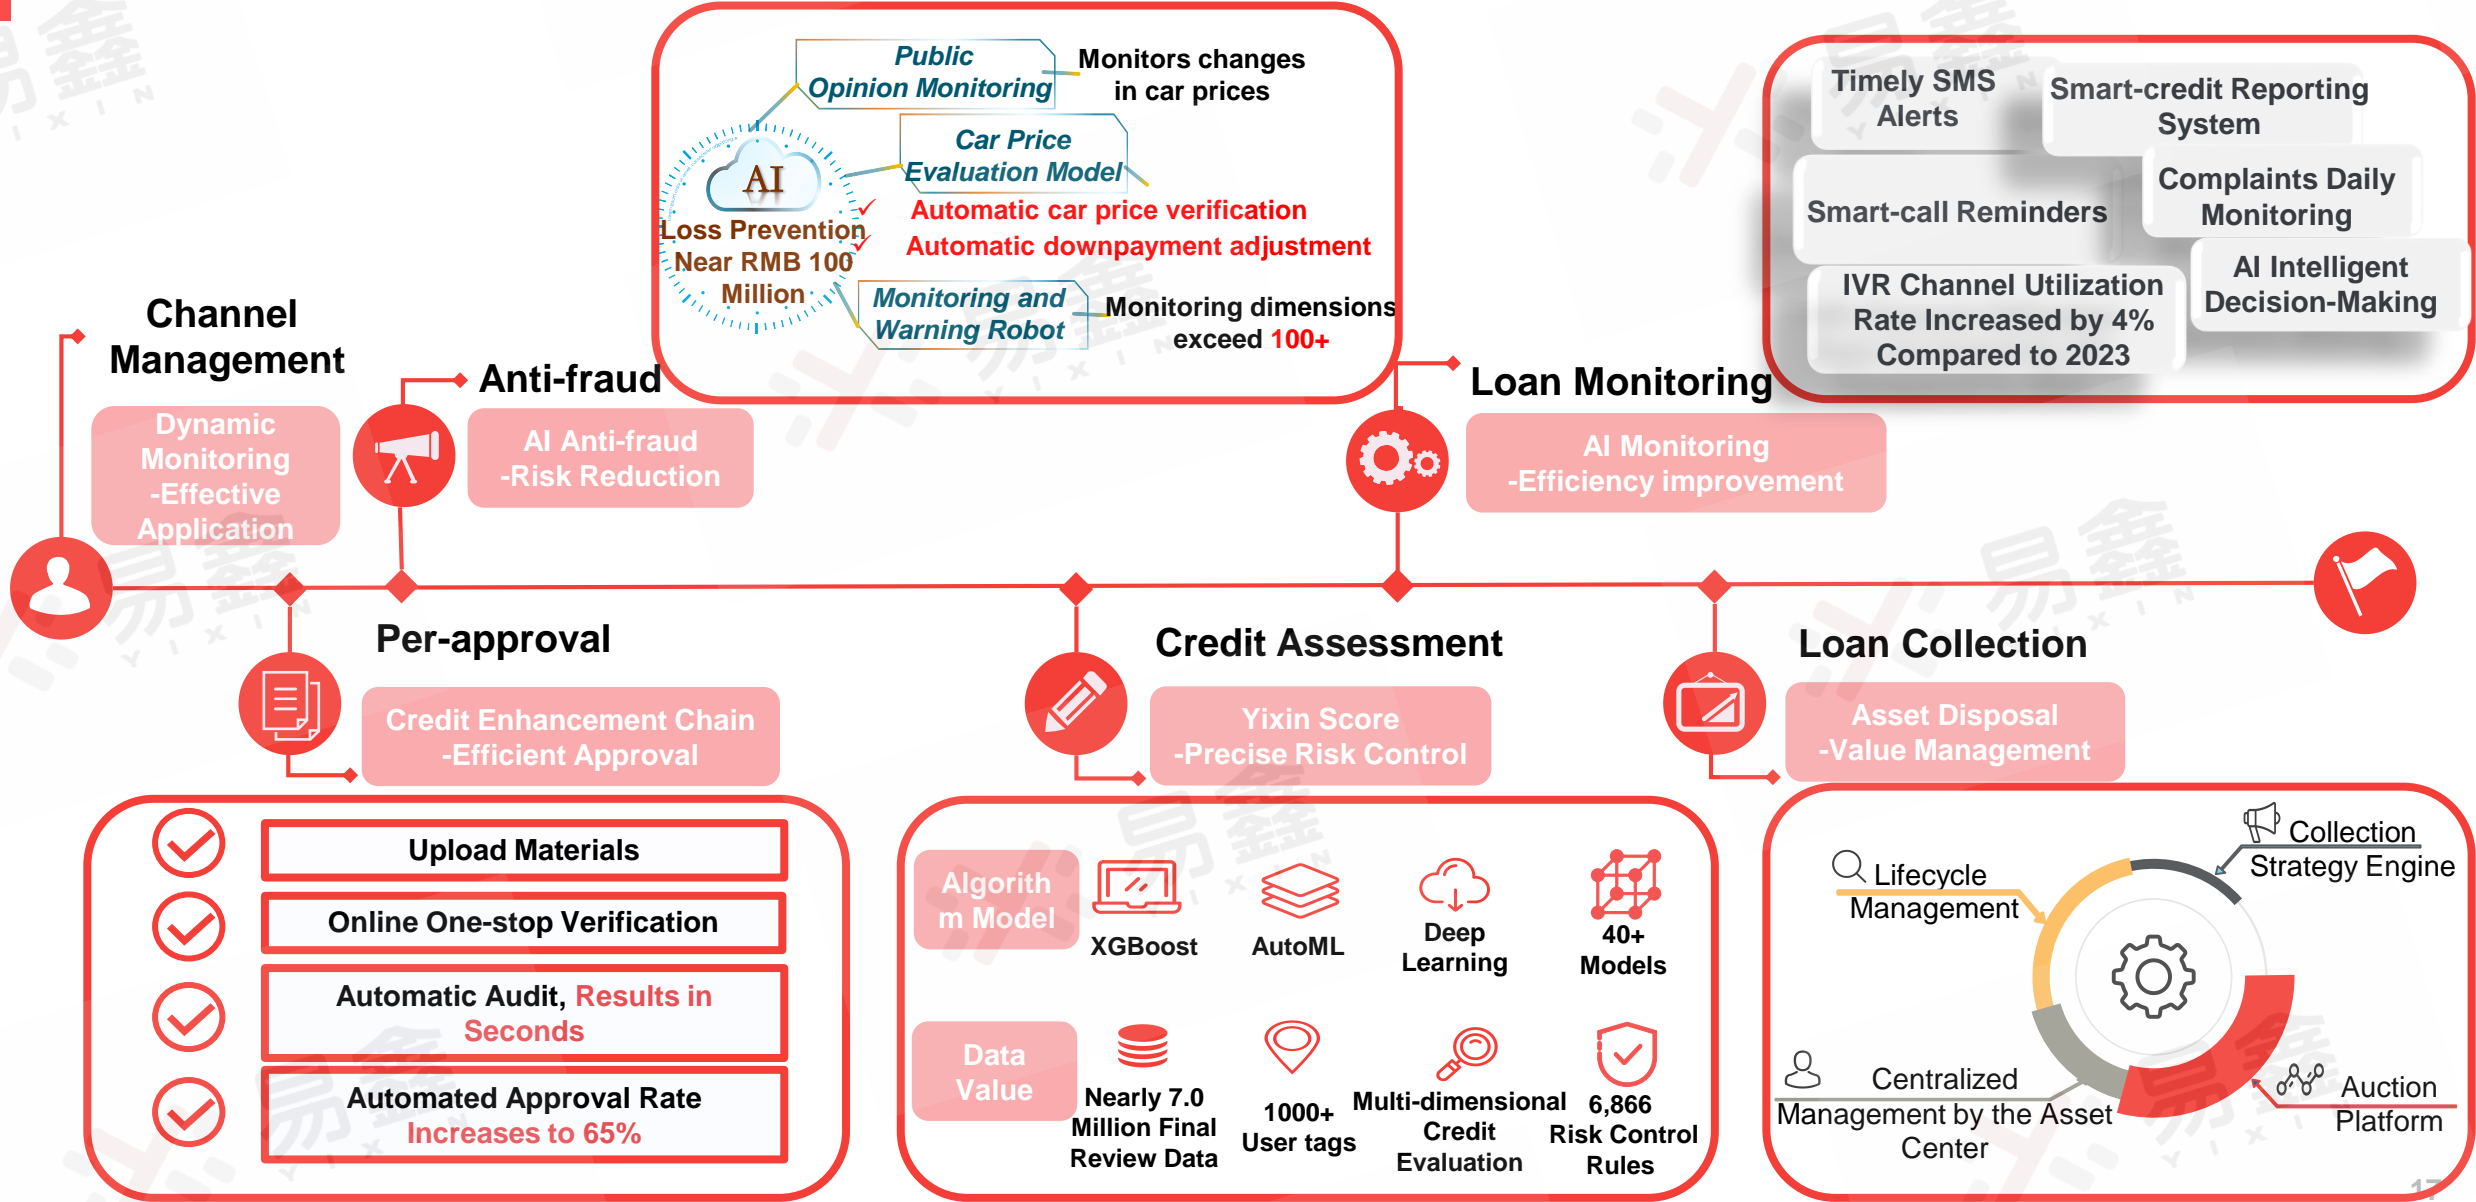 Public
Opinion Monitoring
Monitors changes
in car prices
Car Price
Evaluation Model
AI
Loss Prevention
Near RMB 100
Million
✓ Automatic car price verification
✓ Automatic downpayment adjustment
Monitoring and
Warning Robot
Monitoring dimensions
exceed 100+
Timely SMS
Alerts
Smart-credit Reporting
System
Smart-call Reminders
Complaints Daily
Monitoring
IVR Channel Utilization
Rate Increased by 4%
Compared to 2023
AI Intelligent
Decision-Making
Channel
Management
Dynamic
Monitoring
-Effective
Application
Anti-fraud
AI Anti-fraud
-Risk Reduction
Loan Monitoring
AI Monitoring
-Efficiency improvement
Per-approval
Credit Enhancement Chain
-Efficient Approval
Upload Materials
Online One-stop Verification
Automatic Audit, Results in
Seconds
Automated Approval Rate
Increases to 65%
Credit Assessment
Yixin Score
-Precise Risk Control
Algorith
m Model
XGBoost
AutoML
Deep
Learning
40+
Models
Data
Value
Nearly 7.0
Million Final
Review Data
1000+
User tags
Multi-dimensional
Credit
Evaluation
6,866
Risk Control
Rules
Loan Collection
Asset Disposal
-Value Management
Collection
Strategy Engine
Lifecycle
Management
Centralized
Management by the Asset
Center
Auction
Platform
17
易鑫
YIXIN